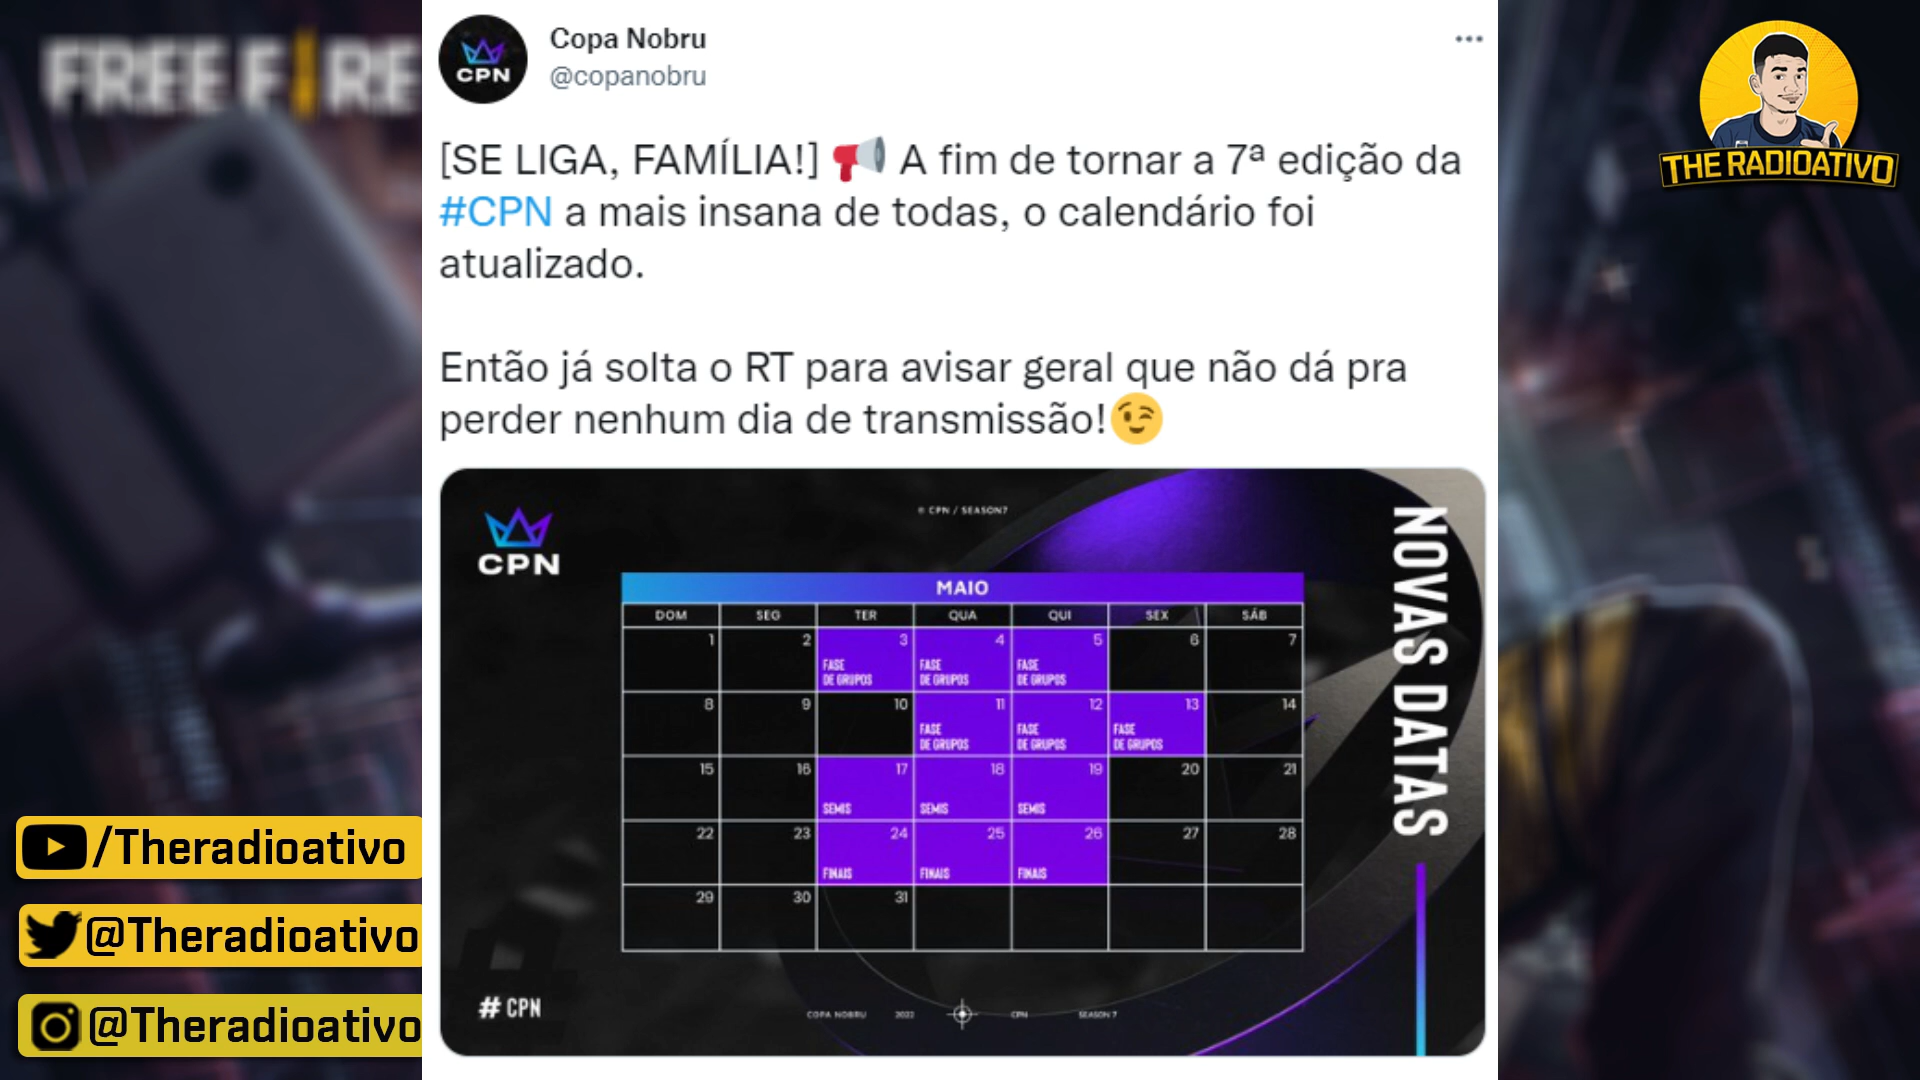 FREE FIRE
Copa Nobru
@copanobru
THE RADIOATIVO
[SE LIGA, FAMÍLIA!] 📢 A fim de tornar a 7ª edição da
#CPN a mais insana de todas, o calendário foi
atualizado.
Então já solta o RT para avisar geral que não dá pra
perder nenhum dia de transmissão!😉
CPN
© CPN / SEASON7
CPN
NOVAS DATAS
MAIO
DOM SEG TER QUA QUI SEX SÁB
1 2 3 4 5 6 7
FASE DE GRUPOS FASE DE GRUPOS FASE DE GRUPOS
8 9 10 11 12 13 14
FASE DE GRUPOS FASE DE GRUPOS FASE DE GRUPOS
15 16 17 18 19 20 21
SEMIS SEMIS SEMIS
22 23 24 25 26 27 28
FINAIS FINAIS FINAIS
29 30 31
# CPN
COPA NOBRU 2022 CPN SEASON 7
/Theradioativo
@Theradioativo
@Theradioativo